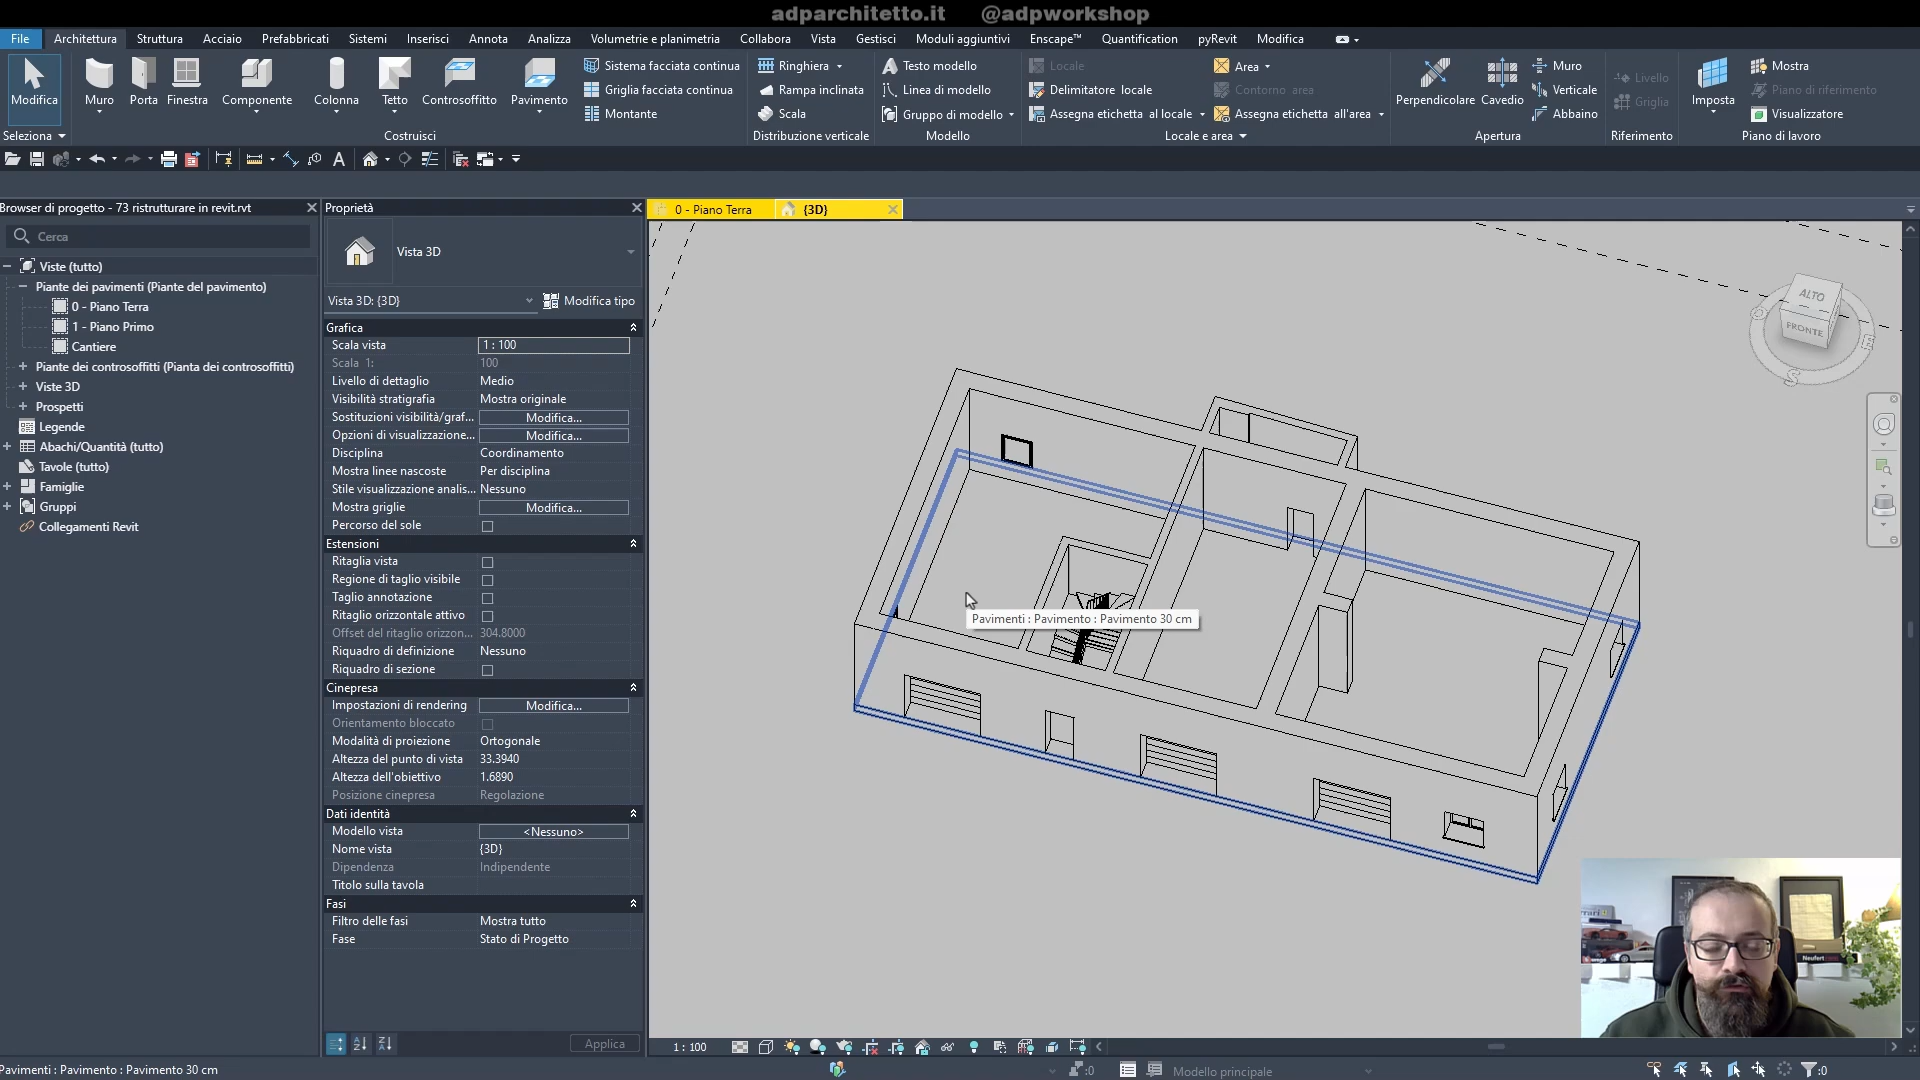 adparchitetto.it @adpworkshop
File Architettura Struttura Acciaio Prefabbricati Sistemi Inserisci Annota Analizza Volumetrie e planimetria Collabora Vista Gestisci Moduli aggiuntivi Enscape™ Quantification pyRevit Modifica
Modifica Muro Porta Finestra Componente Colonna Tetto Controsoffitto Pavimento
Sistema facciata continua
Griglia facciata continua
Montante
Ringhiera
Rampa inclinata
Scala
Testo modello
Linea di modello
Gruppo di modello
Locale
Delimitatore locale
Assegna etichetta al locale
Area
Contorno area
Assegna etichetta all'area
Perpendicolare Cavedio
Muro
Verticale
Abbaino
Livello
Griglia
Imposta
Mostra
Piano di riferimento
Visualizzatore
Seleziona Costruisci Distribuzione verticale Modello Locale e area Apertura Riferimento Piano di lavoro
Browser di progetto - 73 ristrutturare in revit.rvt
Cerca
Viste (tutto)
Piante dei pavimenti (Piante del pavimento)
0 - Piano Terra
1 - Piano Primo
Cantiere
Piante dei controsoffitti (Pianta dei controsoffitti)
Viste 3D
Prospetti
Legende
Abachi/Quantità (tutto)
Tavole (tutto)
Famiglie
Gruppi
Collegamenti Revit
Proprietà
Vista 3D
Vista 3D: {3D} Modifica tipo
Grafica
Scala vista 1 : 100
Scala 1: 100
Livello di dettaglio Medio
Visibilità stratigrafia Mostra originale
Sostituzioni visibilità/graf... Modifica...
Opzioni di visualizzazione... Modifica...
Disciplina Coordinamento
Mostra linee nascoste Per disciplina
Stile visualizzazione analis... Nessuno
Mostra griglie Modifica...
Percorso del sole
Estensioni
Ritaglia vista
Regione di taglio visibile
Taglio annotazione
Ritaglio orizzontale attivo
Offset del ritaglio orizzon... 304.8000
Riquadro di definizione Nessuno
Riquadro di sezione
Cinepresa
Impostazioni di rendering Modifica...
Orientamento bloccato
Modalità di proiezione Ortogonale
Altezza del punto di vista 33.3940
Altezza dell'obiettivo 1.6890
Posizione cinepresa Regolazione
Dati identità
Modello vista <Nessuno>
Nome vista {3D}
Dipendenza Indipendente
Titolo sulla tavola
Fasi
Filtro delle fasi Mostra tutto
Fase Stato di Progetto
Applica
0 - Piano Terra {3D}
ALTO
FRONTE
O
E
S
Pavimenti : Pavimento : Pavimento 30 cm
Neufert
1 : 100
Pavimenti : Pavimento : Pavimento 30 cm
:0
Modello principale
:0